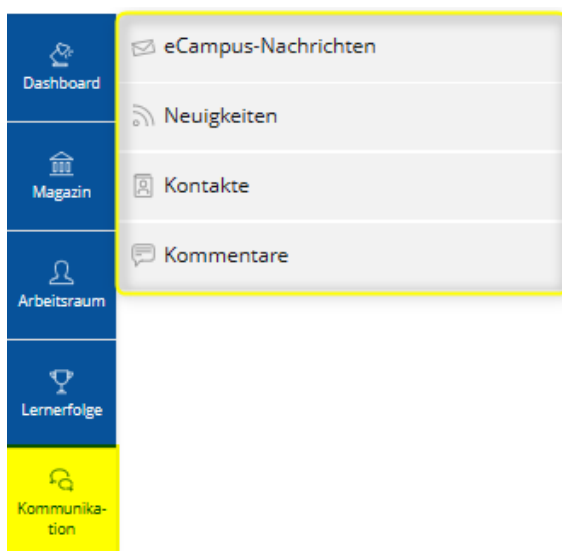 Dashboard
Magazin
Arbeitsraum
Lernerfolge
Kommunika-
tion
eCampus-Nachrichten
Neuigkeiten
Kontakte
Kommentare